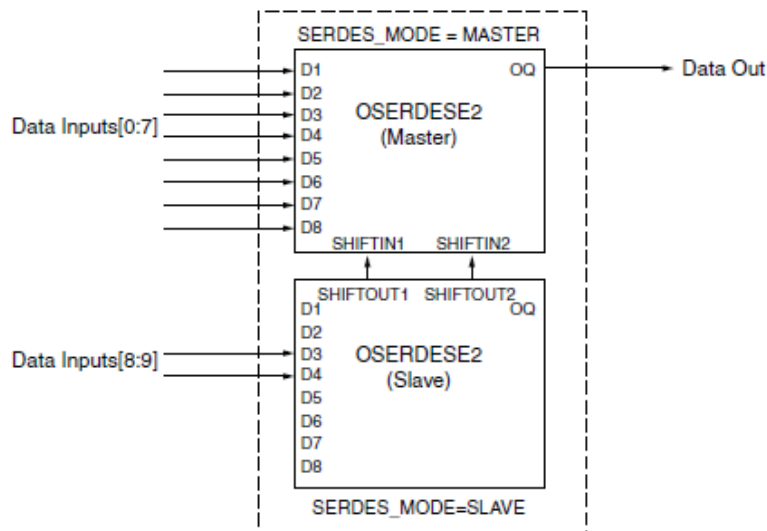 SERDES_MODE = MASTER
D1
OQ
Data Out
D2
D3
OSERDESE2
Data Inputs[0:7]
D4
(Master)
D5
D6
D7
D8
SHIFTIN1 SHIFTIN2
SHIFTOUT1 SHIFTOUT2
D1
OQ
D2
Data Inputs[8:9]
D3
OSERDESE2
D4
(Slave)
D5
D6
D7
D8
SERDES_MODE=SLAVE